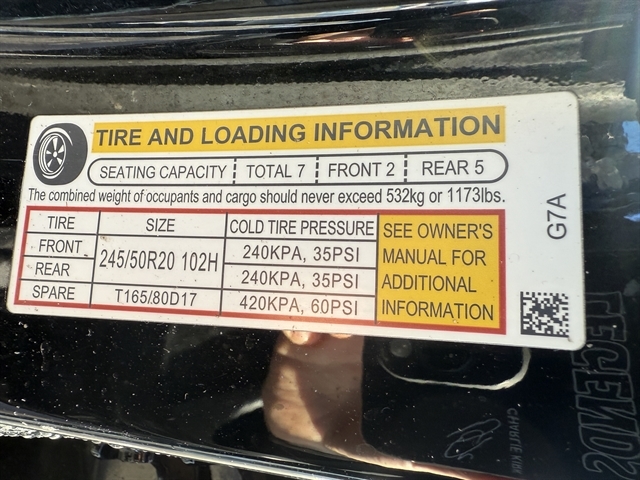 TIRE AND LOADING INFORMATION
SEATING CAPACITY TOTAL 7 FRONT 2 REAR 5
The combined weight of occupants and cargo should never exceed 532kg or 1173lbs.
TIRE SIZE COLD TIRE PRESSURE
FRONT 245/50R20 102H 240KPA, 35PSI
REAR 240KPA, 35PSI
SPARE T165/80D17 420KPA, 60PSI
SEE OWNER'S
MANUAL FOR
ADDITIONAL
INFORMATION
G7A